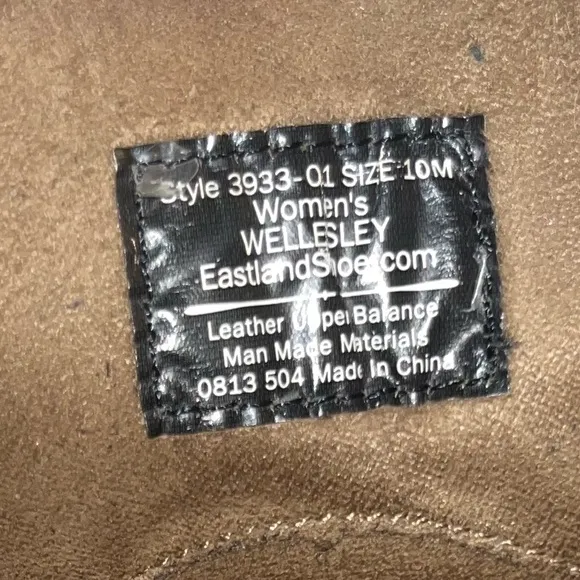 Style 3933-01 SIZE 10M
Women's
WELLESLEY
EastlandShoe.com
Leather Upper Balance
Man Made Materials
0813 504 Made In China